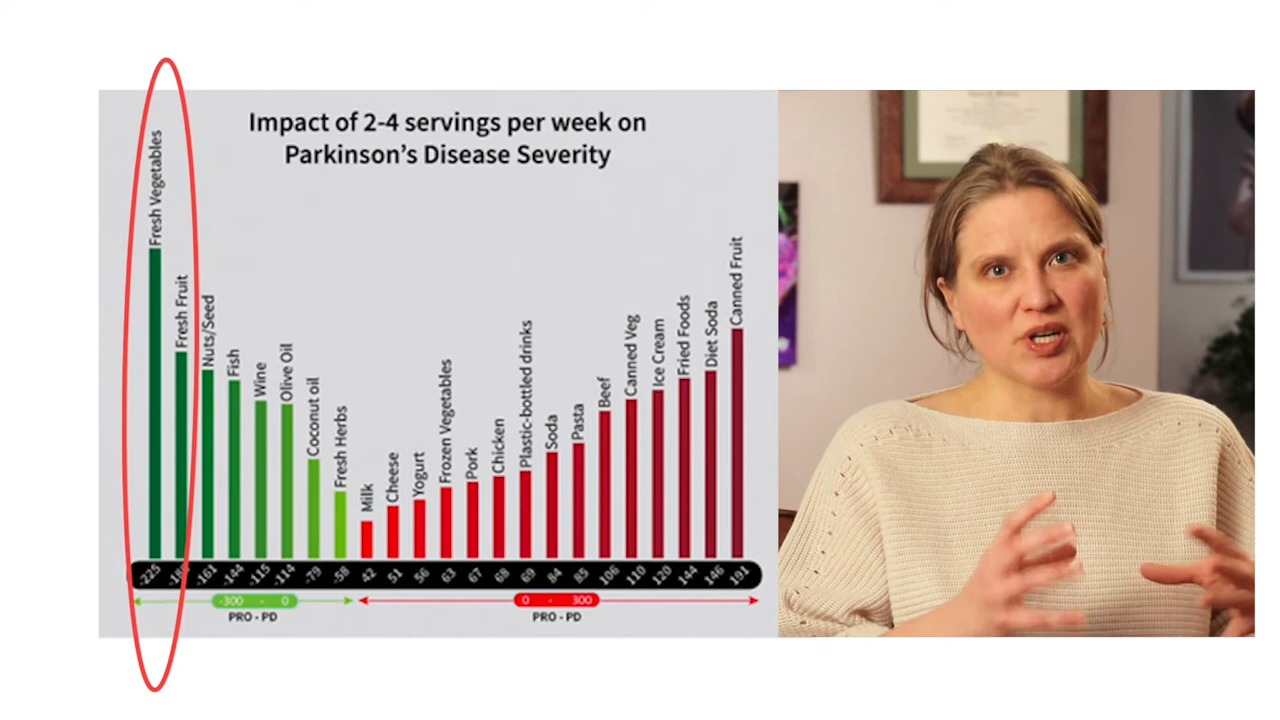 Impact of 2-4 servings per week on
Parkinson's Disease Severity
Fresh Vegetables
Fresh Fruit
Nuts/Seed
Fish
Wine
Olive Oil
Coconut oil
Fresh Herbs
Milk
Cheese
Yogurt
Frozen Vegetables
Pork
Chicken
Plastic-bottled drinks
Soda
Pasta
Beef
Canned Veg
Ice Cream
Fried Foods
Diet Soda
Canned Fruit
-225 -161 -144 -115 -114 -79 -58 42 51 56 63 67 68 69 84 85 106 110 120 144 146 191
-300 - 0
0 - 300
PRO - PD
PRO - PD